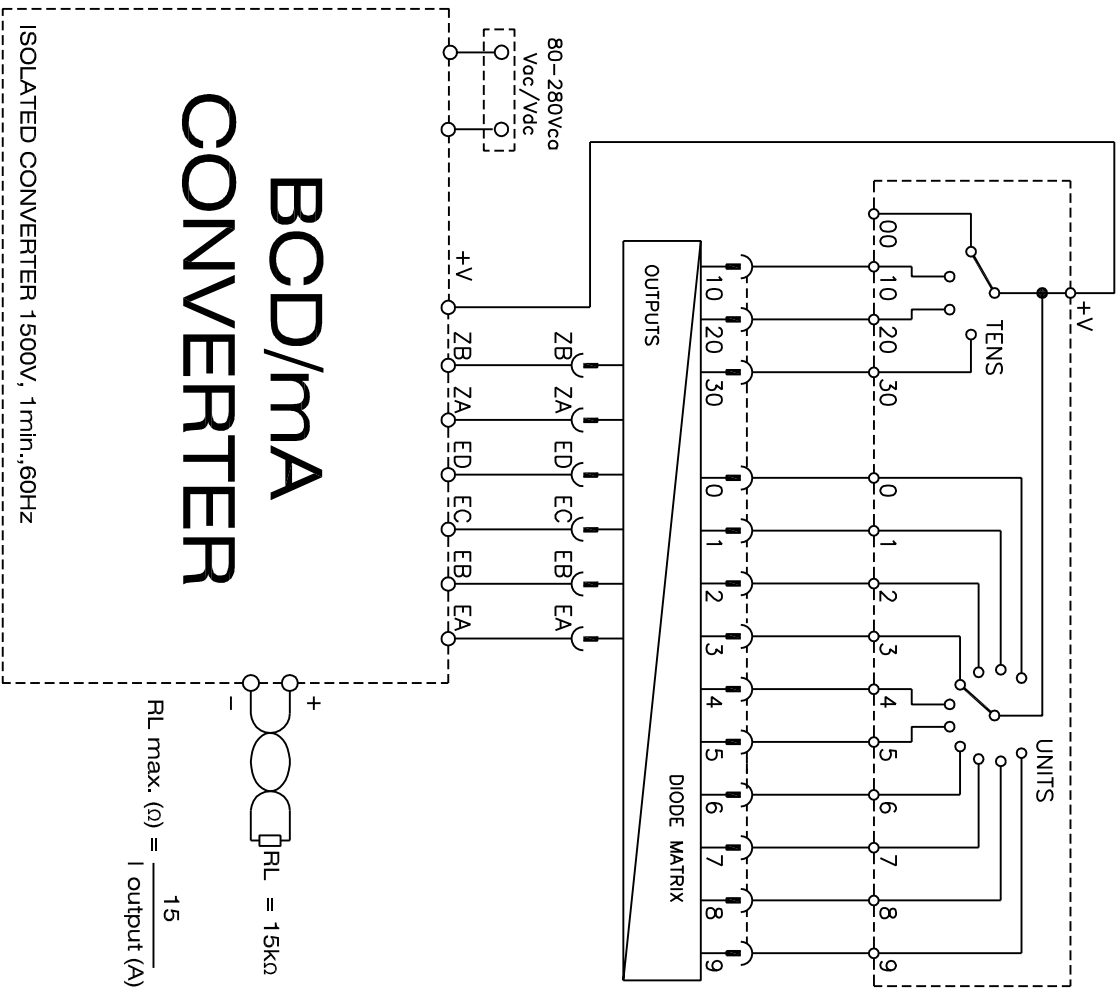 +V
UNITS
TENS
00 10 20 30 0 1 2 3 4 5 6 7 8 9
10 20 30 0 1 2 3 4 5 6 7 8 9
DIODE MATRIX
OUTPUTS
ZB ZA ED EC EB EA
80-280Vca
Vac/Vdc
+V ZB ZA ED EC EB EA
BCD/mA
CONVERTER
ISOLATED CONVERTER 1500V, 1min.,60Hz
+
-
RL = 15kΩ
RL max. (Ω) = 15
I output (A)